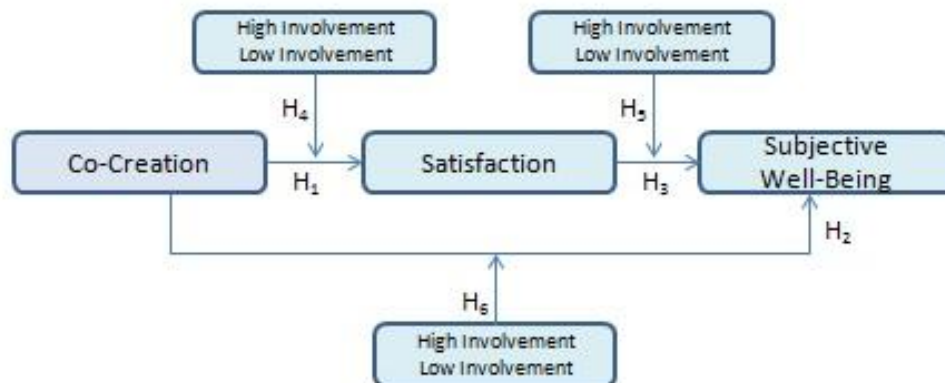 High Involvement
Low Involvement
High Involvement
Low Involvement
H₄
H₅
Co-Creation
H₁
Satisfaction
H₃
Subjective
Well-Being
H₂
H₆
High Involvement
Low Involvement